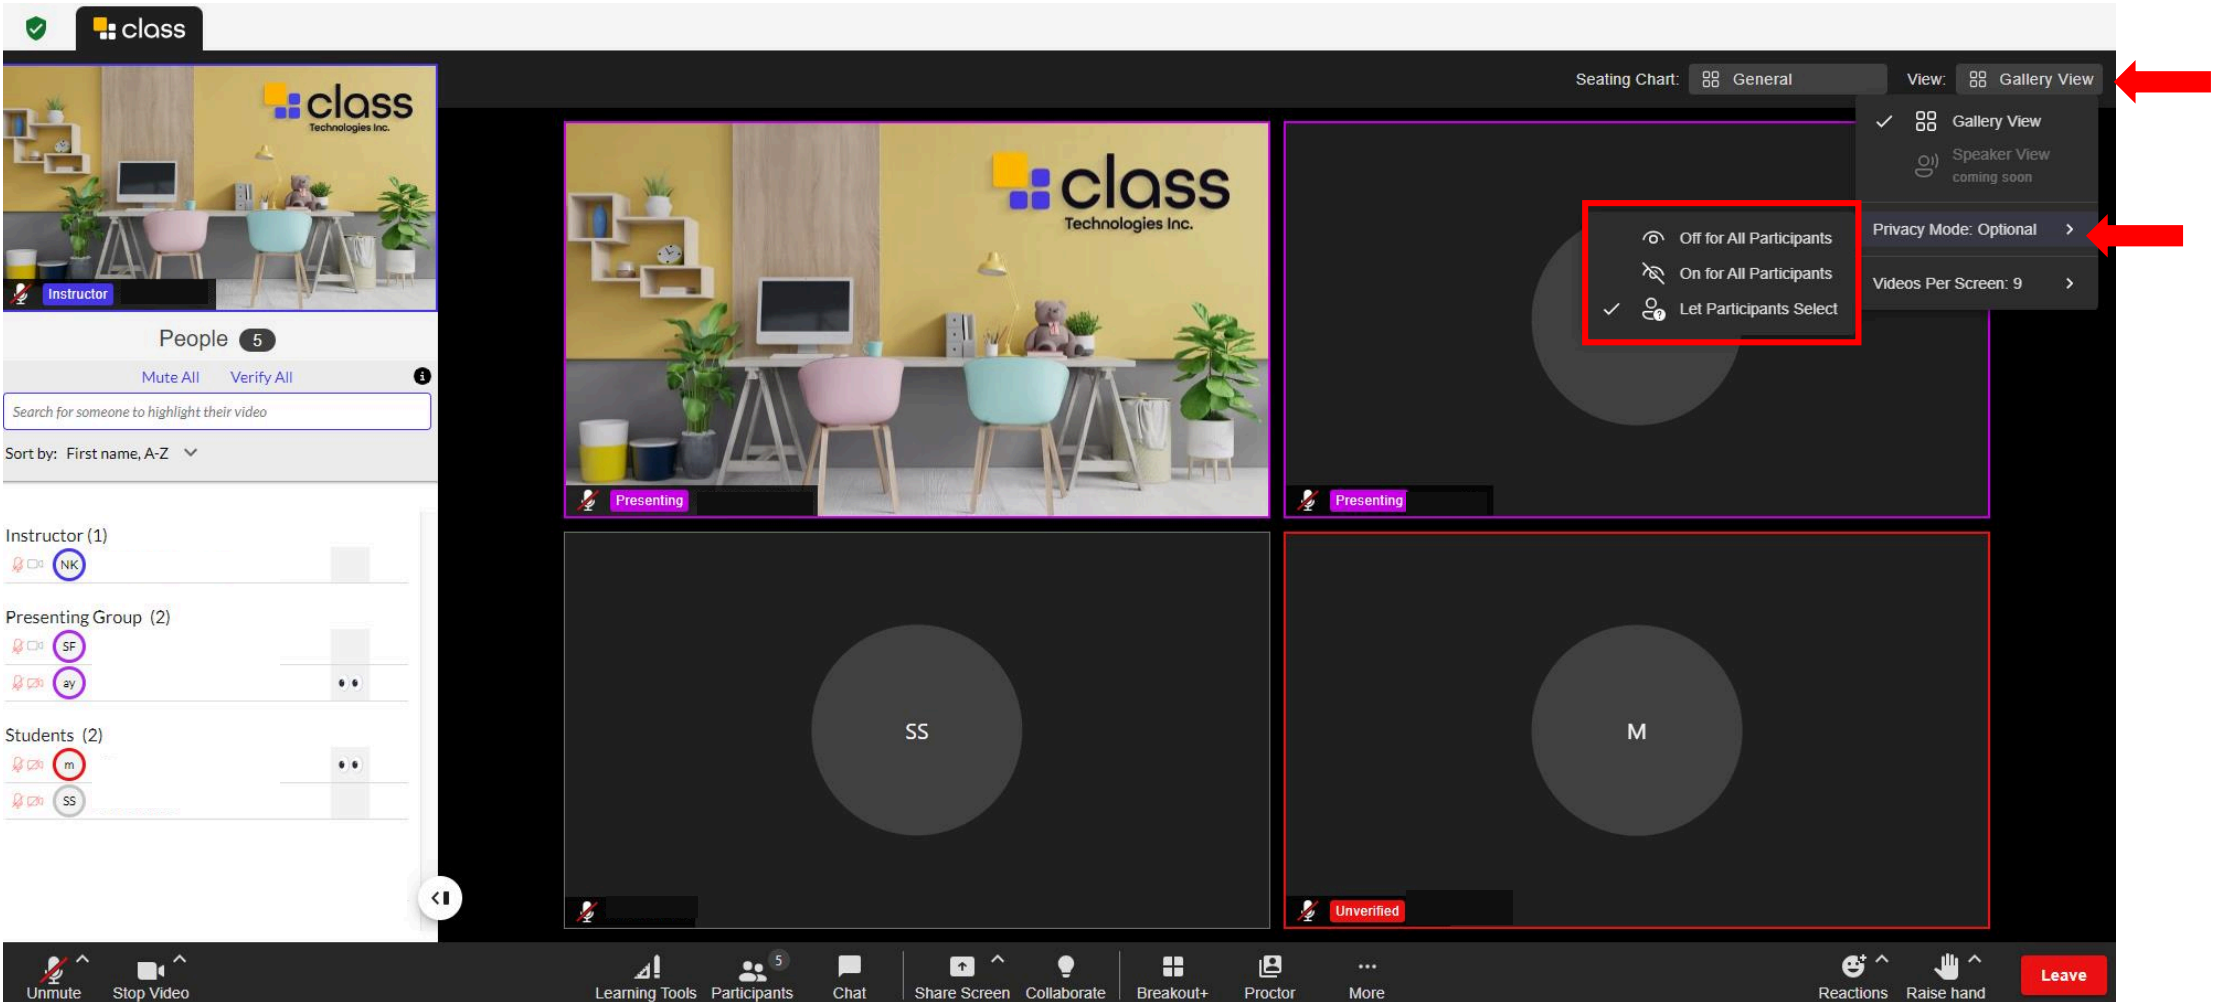 class
Seating Chart: General
View: Gallery View
class
Technologies Inc.
Instructor
People 5
Mute All Verify All
Search for someone to highlight their video
Sort by: First name, A-Z
Instructor (1)
NK
Presenting Group (2)
SF
ay
Students (2)
m
SS
class
Technologies Inc.
Presenting
Presenting
Gallery View
Speaker View
coming soon
Privacy Mode: Optional
Videos Per Screen: 9
Off for All Participants
On for All Participants
Let Participants Select
SS
M
Unverified
Unmute
Stop Video
Learning Tools
5
Participants
Chat
Share Screen
Collaborate
Breakout+
Proctor
More
Reactions
Raise hand
Leave